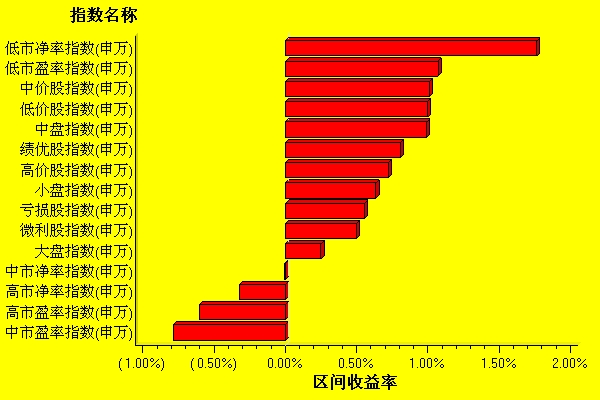 指数名称
低市净率指数(申万)
低市盈率指数(申万)
中价股指数(申万)
低价股指数(申万)
中盘指数(申万)
绩优股指数(申万)
高价股指数(申万)
小盘指数(申万)
亏损股指数(申万)
微利股指数(申万)
大盘指数(申万)
中市净率指数(申万)
高市净率指数(申万)
高市盈率指数(申万)
中市盈率指数(申万)
(1.00%) (0.50%) 0.00% 0.50% 1.00% 1.50% 2.00%
区间收益率